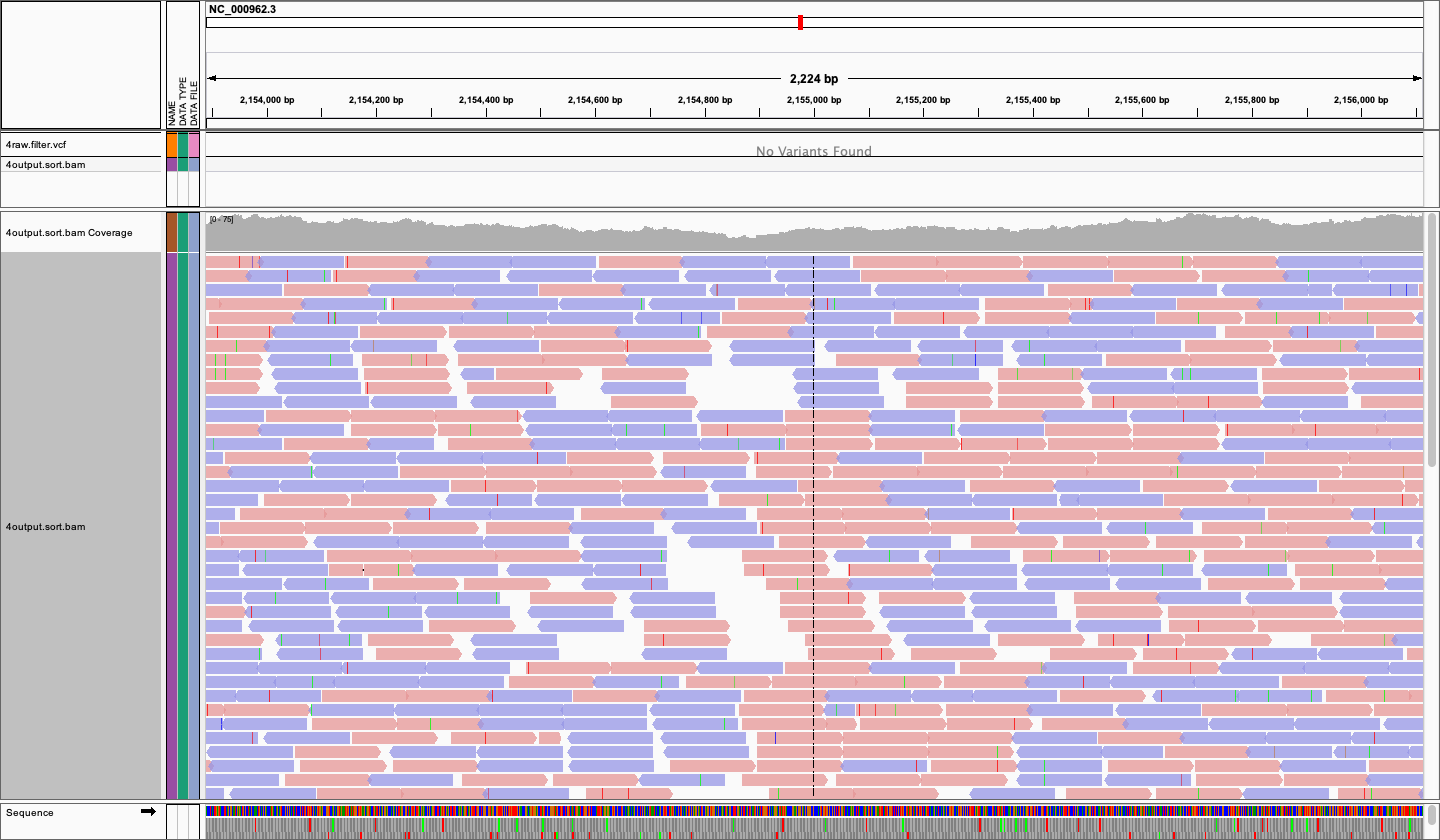 NC_000962.3
2,224 bp
2,154,000 bp 2,154,200 bp 2,154,400 bp 2,154,600 bp 2,154,800 bp 2,155,000 bp 2,155,200 bp 2,155,400 bp 2,155,600 bp 2,155,800 bp 2,156,000 bp
NAME
DATA TYPE
DATA FILE
4raw.filter.vcf
No Variants Found
4output.sort.bam
[0 - 75]
4output.sort.bam Coverage
4output.sort.bam
Sequence